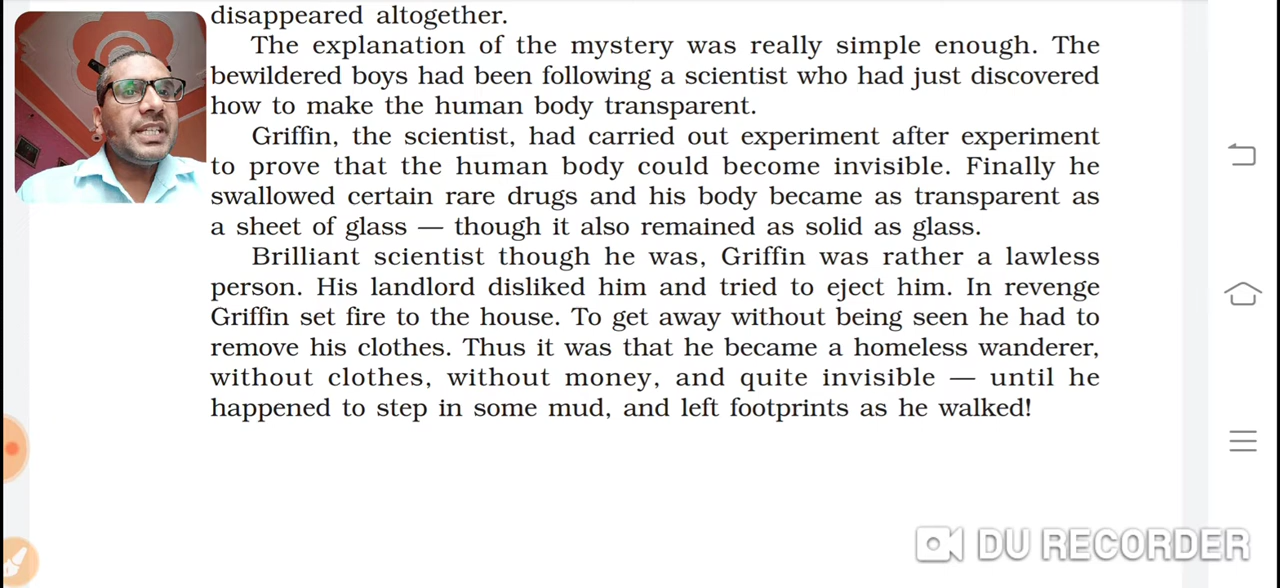 disappeared altogether.
The explanation of the mystery was really simple enough. The
bewildered boys had been following a scientist who had just discovered
how to make the human body transparent.
Griffin, the scientist, had carried out experiment after experiment
to prove that the human body could become invisible. Finally he
swallowed certain rare drugs and his body became as transparent as
a sheet of glass — though it also remained as solid as glass.
Brilliant scientist though he was, Griffin was rather a lawless
person. His landlord disliked him and tried to eject him. In revenge
Griffin set fire to the house. To get away without being seen he had to
remove his clothes. Thus it was that he became a homeless wanderer,
without clothes, without money, and quite invisible — until he
happened to step in some mud, and left footprints as he walked!
DU RECORDER